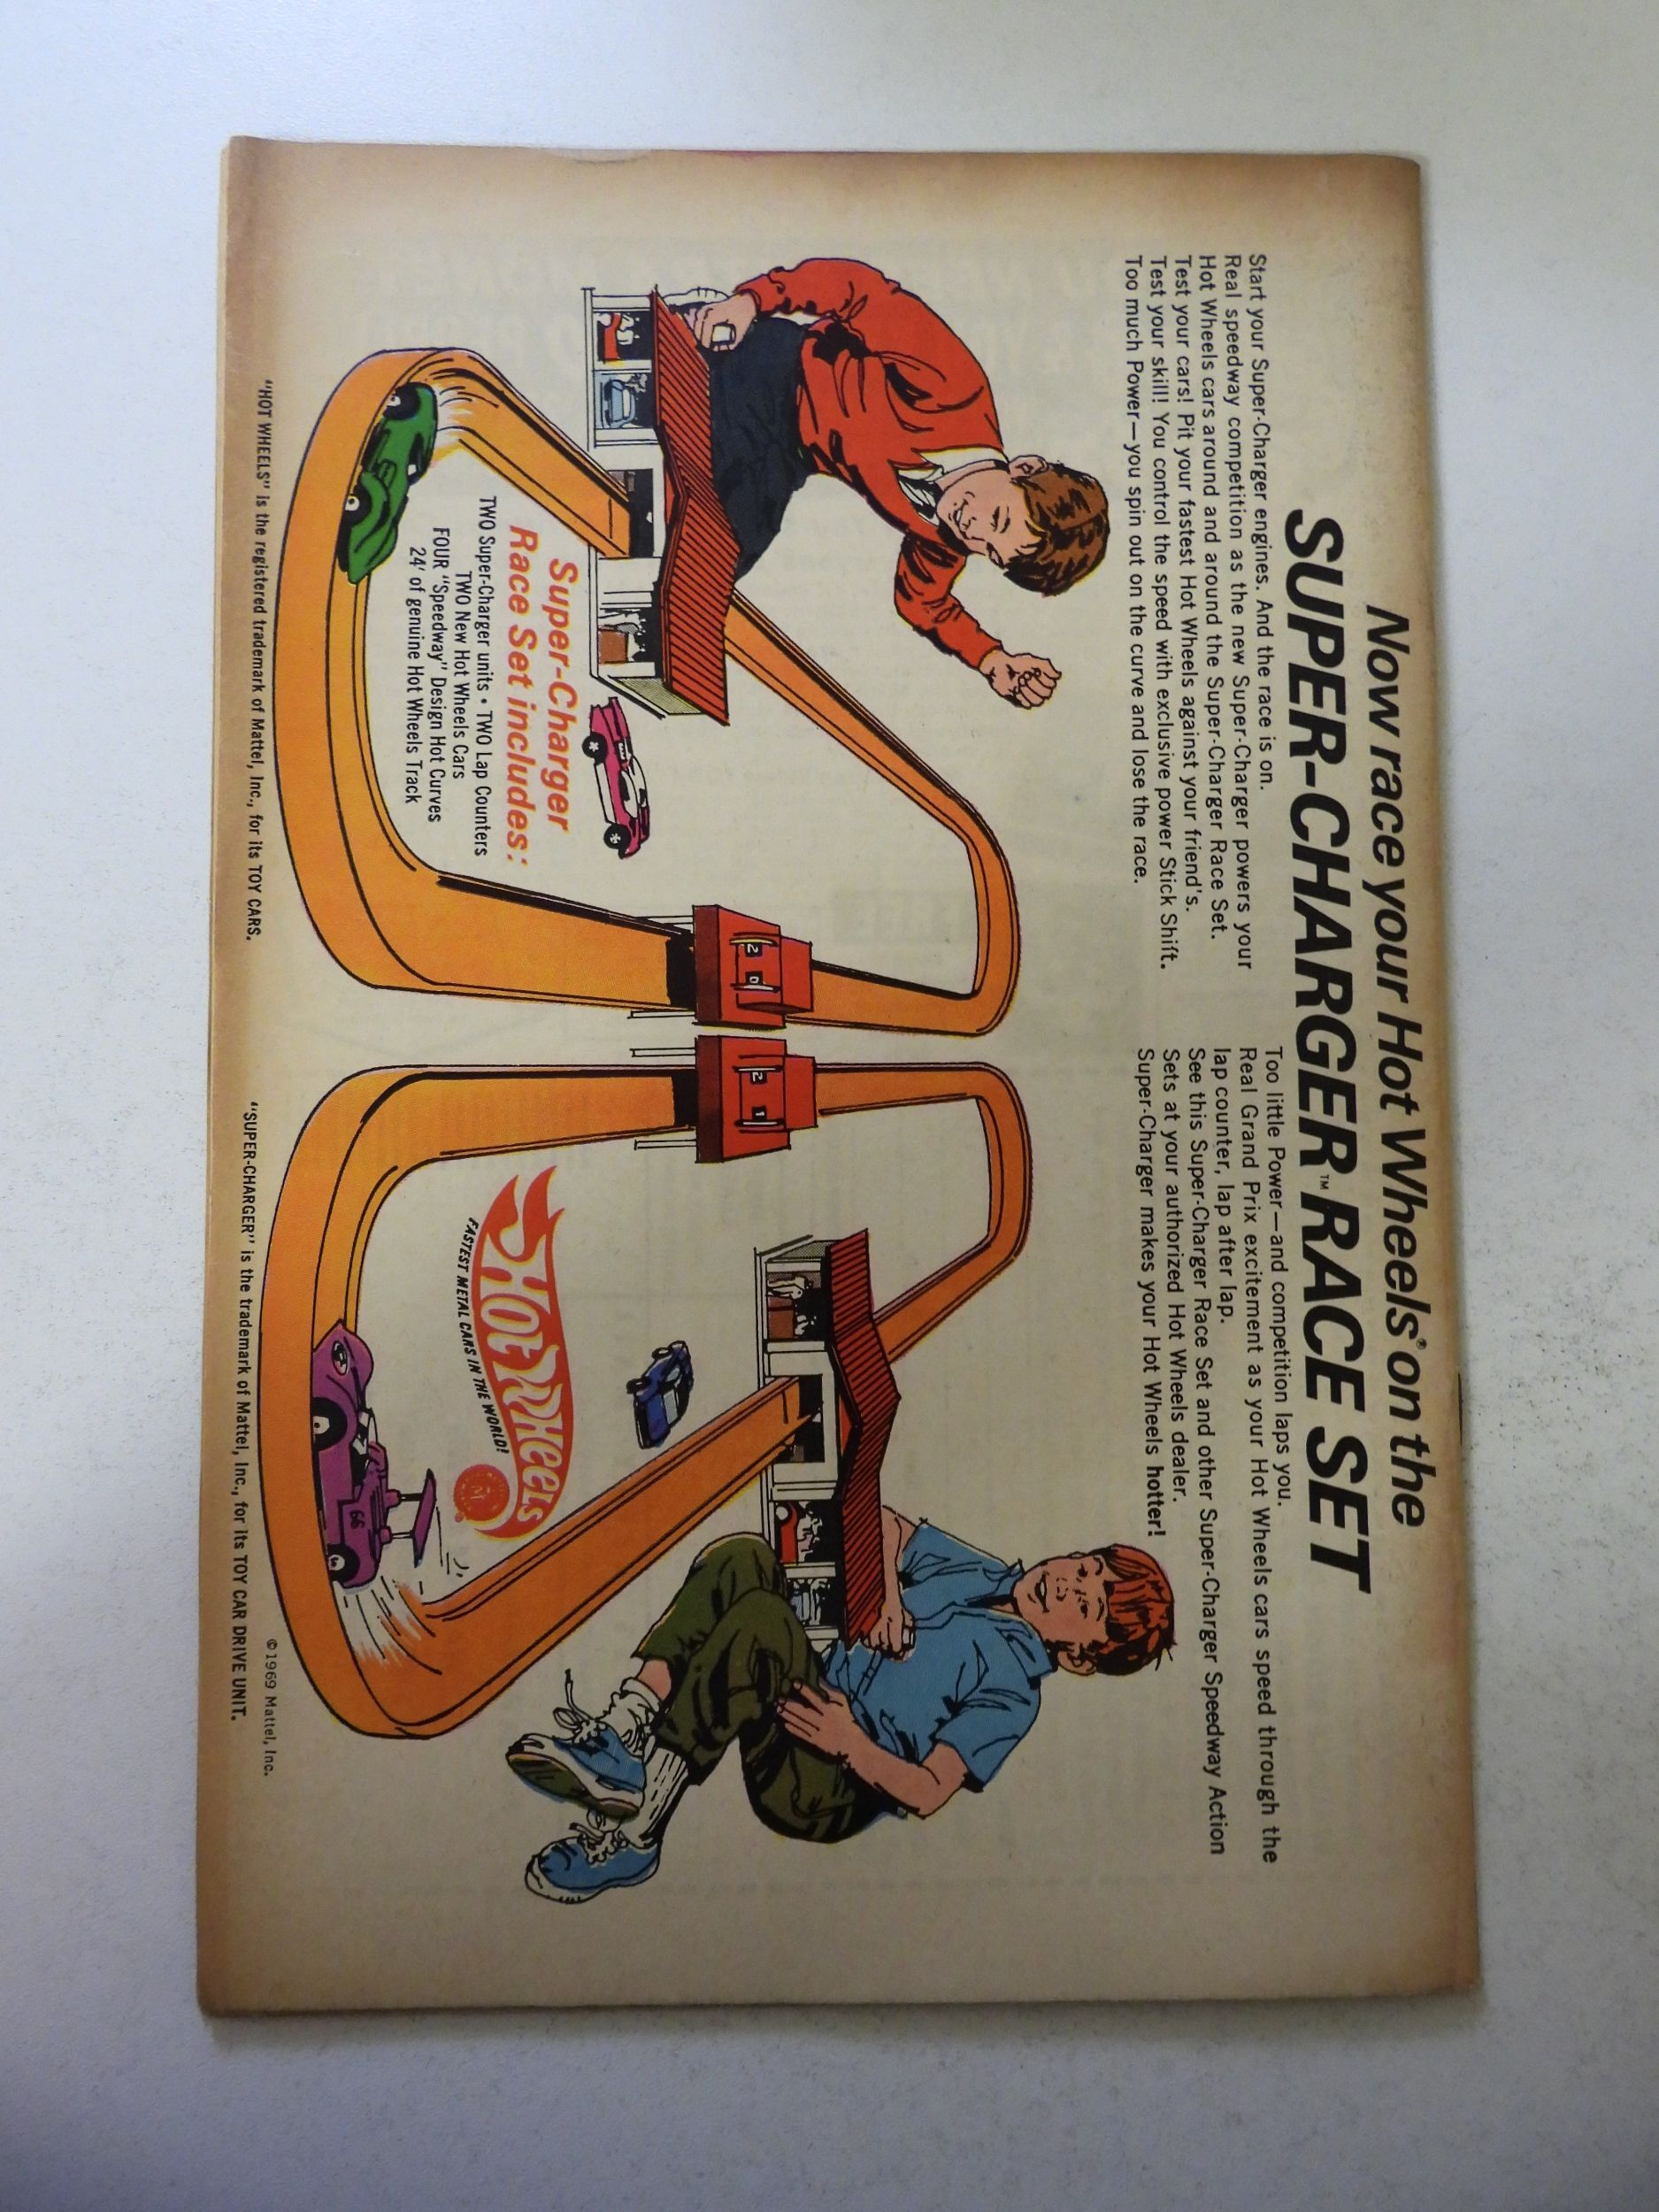 Now race your Hot Wheels® on the
SUPER-CHARGER™ RACE SET
Start your Super-Charger engines. And the race is on.
Real speedway competition as the new Super-Charger powers your
Hot Wheels cars around and around the Super-Charger Race Set.
Test your cars! Pit your fastest Hot Wheels against your friend's.
Test your skill! You control the speed with exclusive power Stick Shift.
Too much Power—you spin out on the curve and lose the race.
Too little Power—and competition laps you.
Real Grand Prix excitement as your Hot Wheels cars speed through the
lap counter, lap after lap.
See this Super-Charger Race Set and other Super-Charger Speedway Action
Sets at your authorized Hot Wheels dealer.
Super-Charger makes your Hot Wheels hotter!
2 0
2 1
Super-Charger
Race Set includes:
TWO Super-Charger units • TWO Lap Counters
TWO New Hot Wheels Cars
FOUR "Speedway" Design Hot Curves
24' of genuine Hot Wheels Track
HOT WHEELS
FASTEST METAL CARS IN THE WORLD!
M
66
©1969 Mattel, Inc.
"HOT WHEELS" is the registered trademark of Mattel, Inc., for its TOY CARS.
"SUPER-CHARGER" is the trademark of Mattel, Inc., for its TOY CAR DRIVE UNIT.